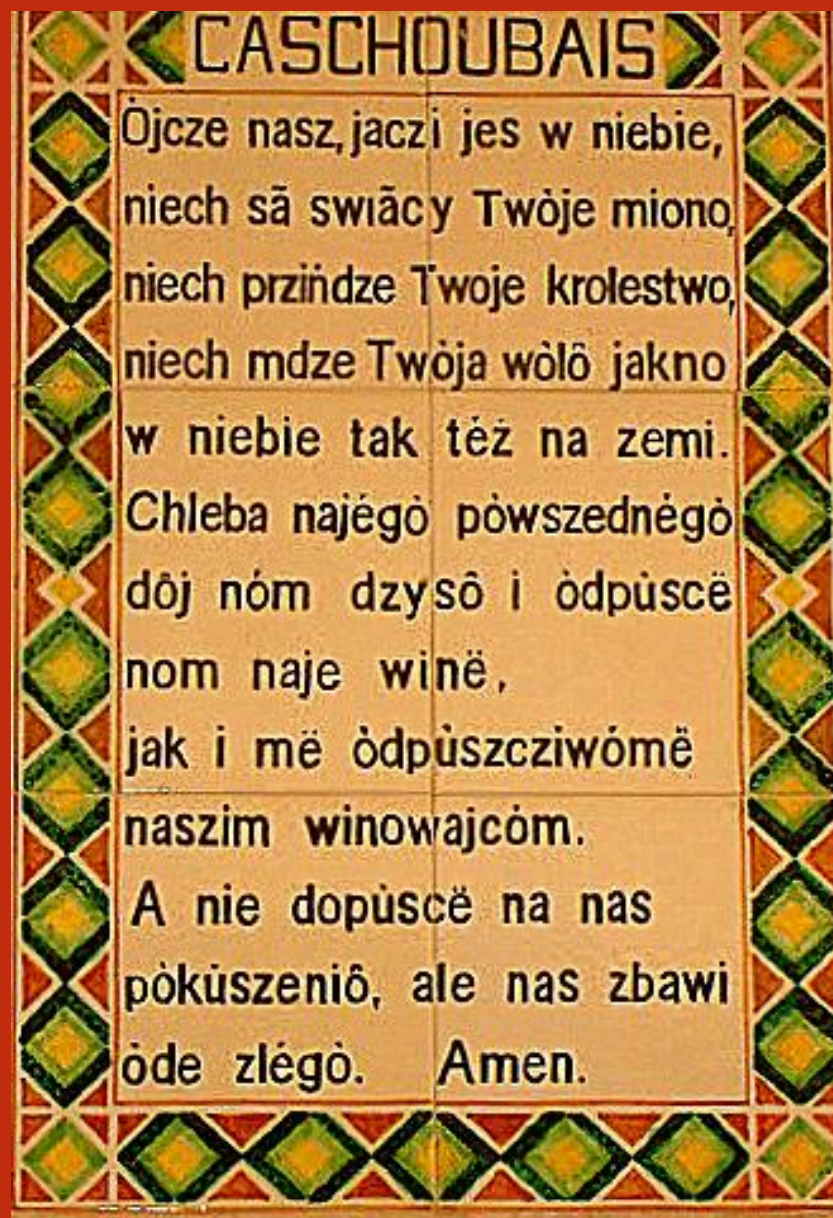 CASCHOUBAIS
Òjcze nasz, jaczi jes w niebie,
niech sã swiãcy Twòje miono,
niech przińdze Twoje krolestwo,
niech mdze Twòja wòlô jakno
w niebie tak téż na zemi.
Chleba najégò pòwszednégò
dôj nóm dzysô i òdpùscë
nom naje winë,
jak i më òdpùszcziwómë
naszim winowajcóm.
A nie dopùscë na nas
pòkùszeniô, ale nas zbawi
òde zlégò. Amen.